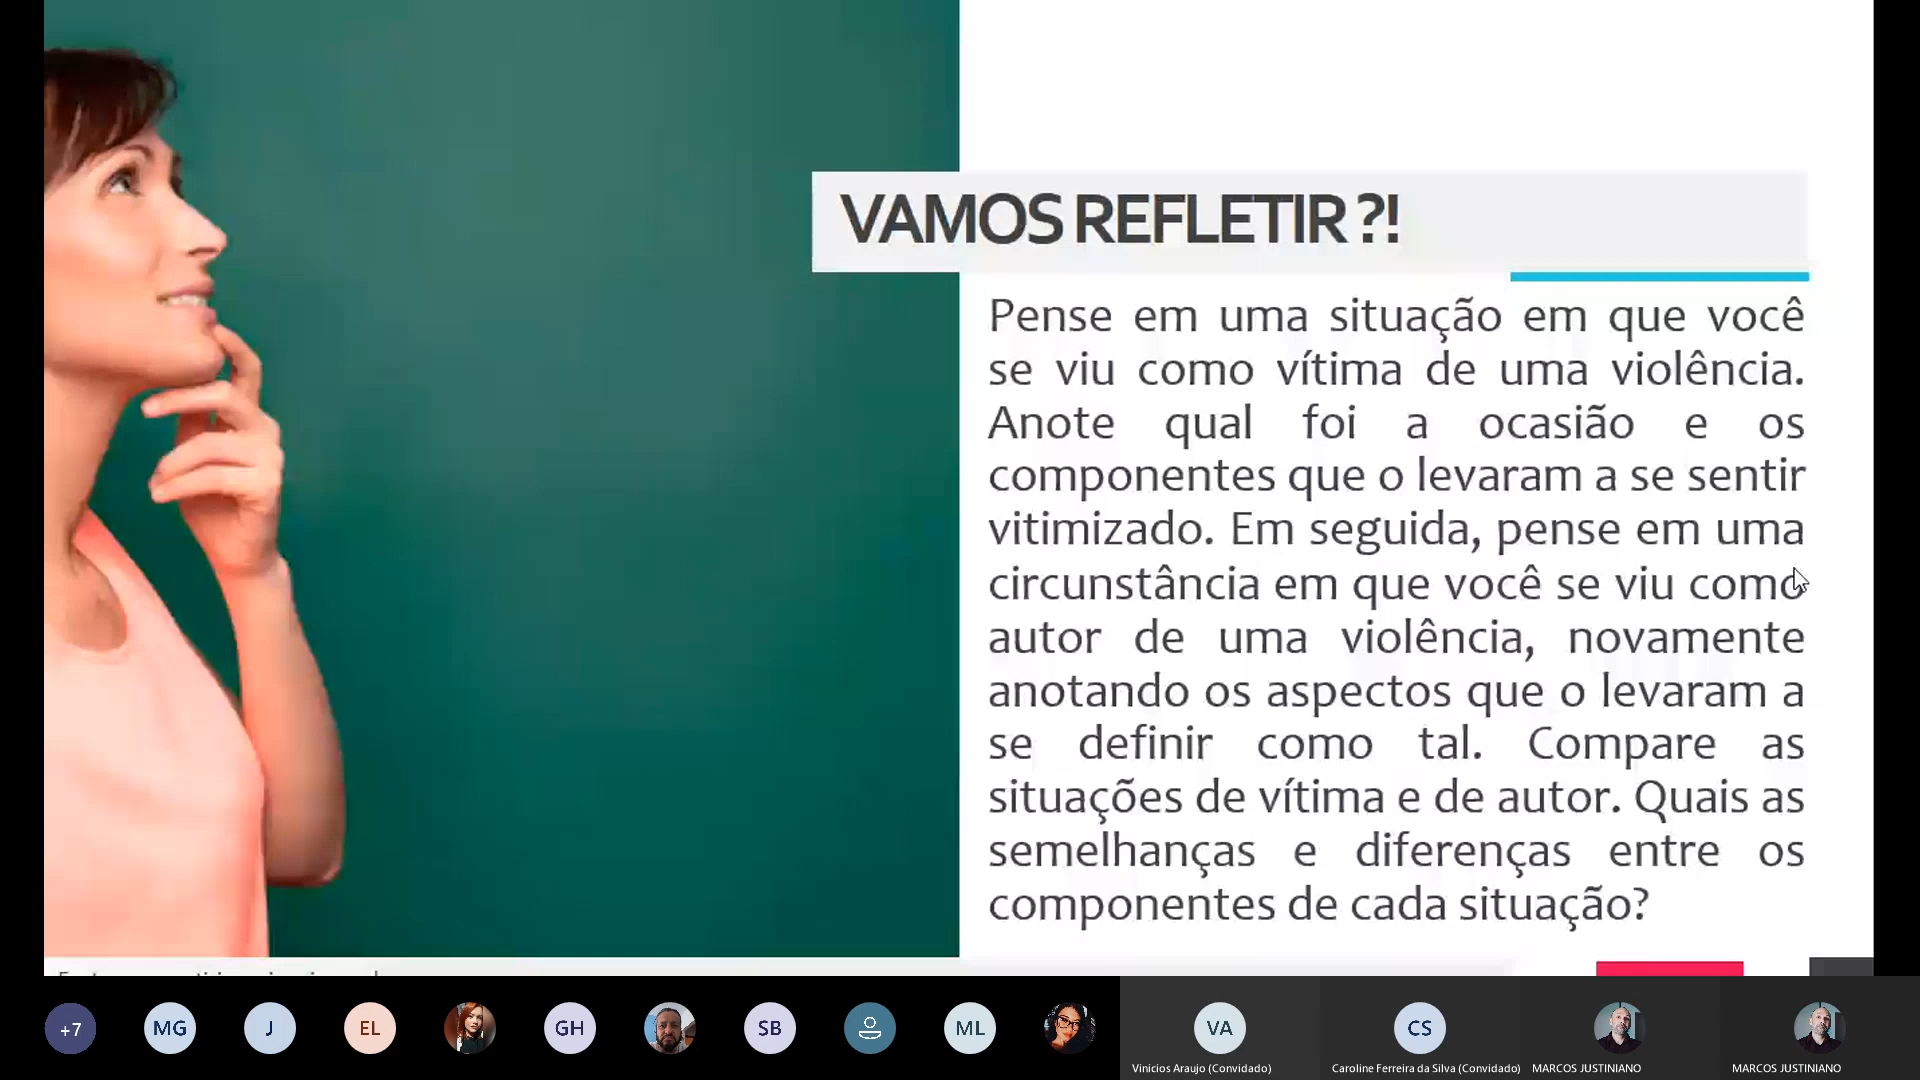 VAMOS REFLETIR ?!
Pense em uma situação em que você
se viu como vítima de uma violência.
Anote qual foi a ocasião e os
componentes que o levaram a se sentir
vitimizado. Em seguida, pense em uma
circunstância em que você se viu como
autor de uma violência, novamente
anotando os aspectos que o levaram a
se definir como tal. Compare as
situações de vítima e de autor. Quais as
semelhanças e diferenças entre os
componentes de cada situação?
+7
MG
J
EL
GH
SB
ML
VA
CS
Vinicios Araujo (Convidado)
Caroline Ferreira da Silva (Convidado)
MARCOS JUSTINIANO
MARCOS JUSTINIANO